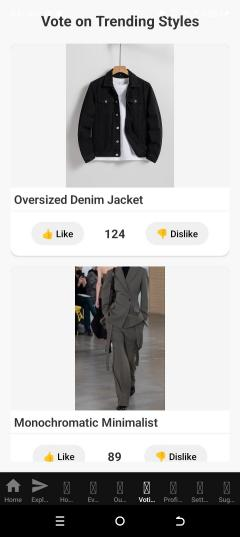 Vote on Trending Styles
Oversized Denim Jacket
👍 Like 124 👎 Dislike
Monochromatic Minimalist
👍 Like 89 👎 Dislike
Home Expl... Ho... Ev... Ou... Voti... Profi... Sett... Sug...